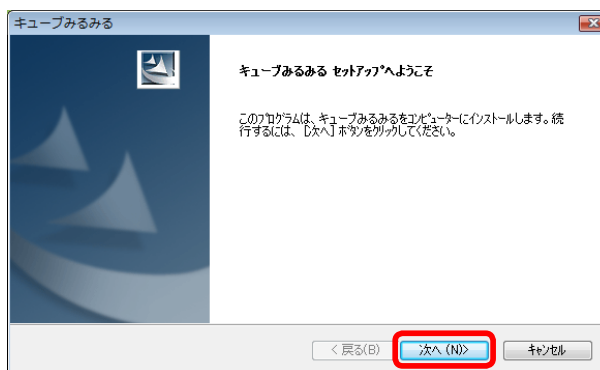 キューブみるみる
キューブみるみる ｾｯﾄｱｯﾌﾟへようこそ
このﾌﾟﾛｸﾞﾗﾑは、キューブみるみるをｺﾝﾋﾟｭｰﾀｰにｲﾝｽﾄｰﾙします。続
行するには、[次へ] ﾎﾞﾀﾝをｸﾘｯｸしてください。
< 戻る(B)
次へ (N)>
ｷｬﾝｾﾙ